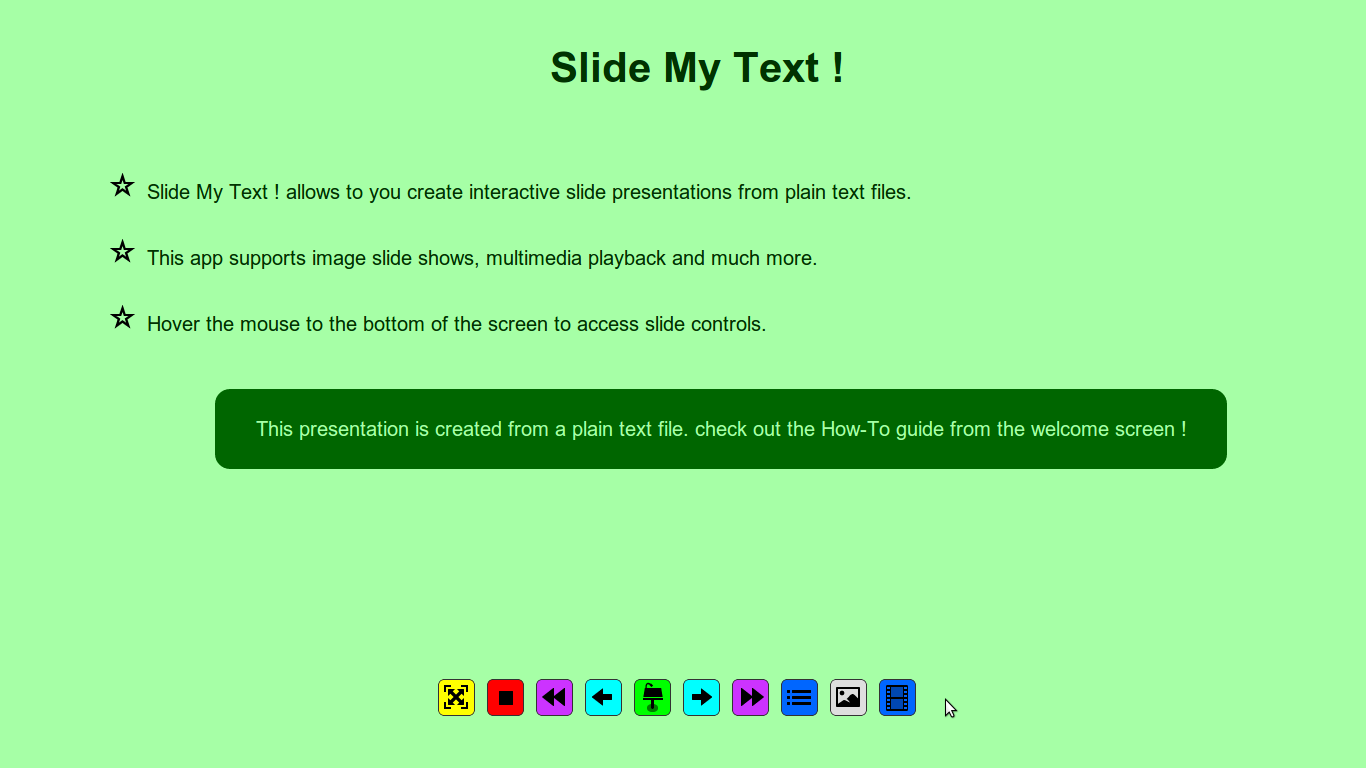 Slide My Text !
Slide My Text ! allows to you create interactive slide presentations from plain text files.
This app supports image slide shows, multimedia playback and much more.
Hover the mouse to the bottom of the screen to access slide controls.
This presentation is created from a plain text file. check out the How-To guide from the welcome screen !